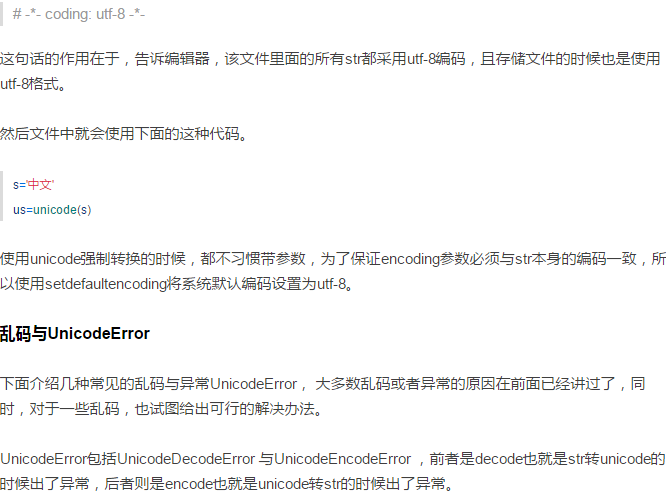 # -*- coding: utf-8 -*-
这句话的作用在于，告诉编辑器，该文件里面的所有str都采用utf-8编码，且存储文件的时候也是使用
utf-8格式。
然后文件中就会使用下面的这种代码。
s='中文'
us=unicode(s)
使用unicode强制转换的时候，都不习惯带参数，为了保证encoding参数必须与str本身的编码一致，所
以使用setdefaultencoding将系统默认编码设置为utf-8。
乱码与UnicodeError
下面介绍几种常见的乱码与异常UnicodeError， 大多数乱码或者异常的原因在前面已经讲过了，同
时，对于一些乱码，也试图给出可行的解决办法。
UnicodeError包括UnicodeDecodeError 与UnicodeEncodeError ，前者是decode也就是str转unicode的
时候出了异常，后者则是encode也就是unicode转str的时候出了异常。